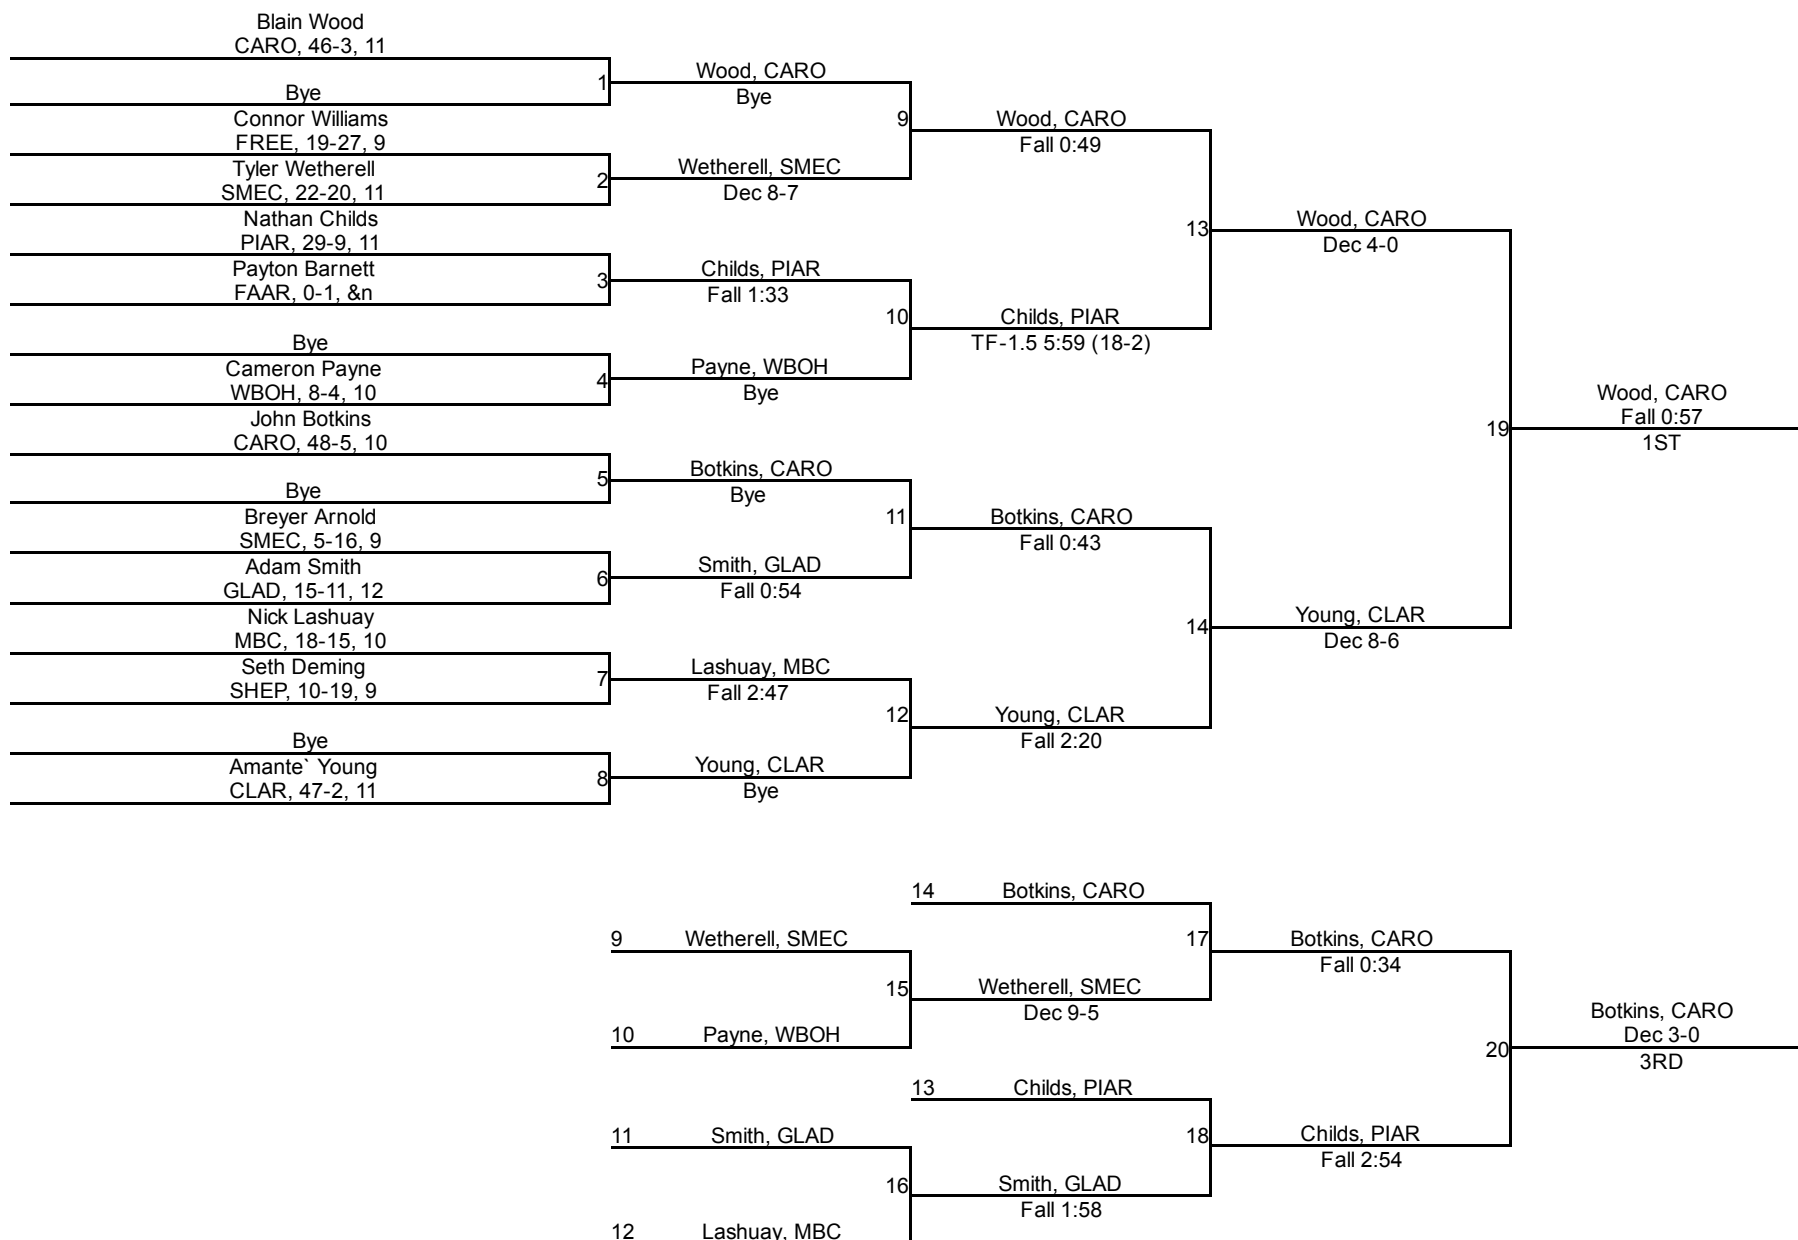 Blain Wood
CARO, 46-3, 11
Bye
Connor Williams
FREE, 19-27, 9
Tyler Wetherell
SMEC, 22-20, 11
Nathan Childs
PIAR, 29-9, 11
Payton Barnett
FAAR, 0-1, &n
Bye
Cameron Payne
WBOH, 8-4, 10
John Botkins
CARO, 48-5, 10
Bye
Breyer Arnold
SMEC, 5-16, 9
Adam Smith
GLAD, 15-11, 12
Nick Lashuay
MBC, 18-15, 10
Seth Deming
SHEP, 10-19, 9
Bye
Amante` Young
CLAR, 47-2, 11
1
2
3
4
5
6
7
8
Wood, CARO
Bye
Wetherell, SMEC
Dec 8-7
Childs, PIAR
Fall 1:33
Payne, WBOH
Bye
Botkins, CARO
Bye
Smith, GLAD
Fall 0:54
Lashuay, MBC
Fall 2:47
Young, CLAR
Bye
9
10
11
12
Wood, CARO
Fall 0:49
Childs, PIAR
TF-1.5 5:59 (18-2)
Botkins, CARO
Fall 0:43
Young, CLAR
Fall 2:20
13
14
Wood, CARO
Dec 4-0
Young, CLAR
Dec 8-6
19
Wood, CARO
Fall 0:57
1ST
9 Wetherell, SMEC
10 Payne, WBOH
11 Smith, GLAD
12 Lashuay, MBC
15
16
14 Botkins, CARO
Wetherell, SMEC
Dec 9-5
13 Childs, PIAR
Smith, GLAD
Fall 1:58
17
18
Botkins, CARO
Fall 0:34
Childs, PIAR
Fall 2:54
20
Botkins, CARO
Dec 3-0
3RD